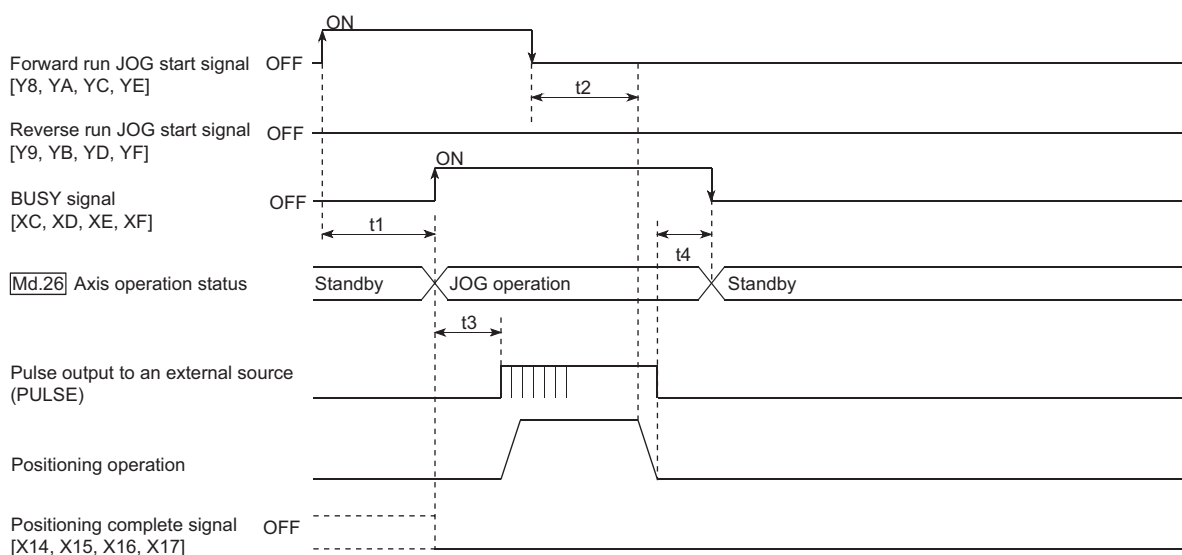 ON
Forward run JOG start signal OFF
[Y8, YA, YC, YE]
t2
Reverse run JOG start signal OFF
[Y9, YB, YD, YF]
ON
BUSY signal OFF
[XC, XD, XE, XF]
t1
t4
Md.26 Axis operation status Standby JOG operation Standby
t3
Pulse output to an external source
(PULSE)
Positioning operation
Positioning complete signal OFF
[X14, X15, X16, X17]